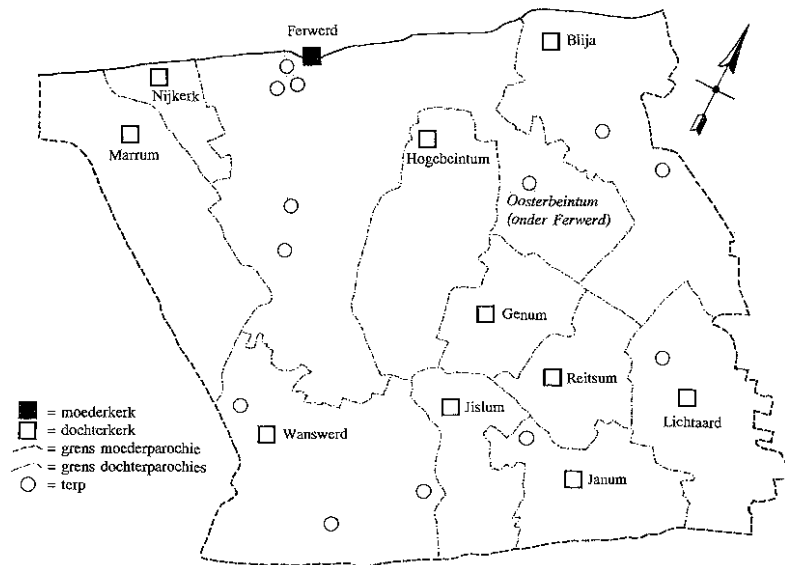 Ferwerd
Blija
Nijkerk
Marrum
Hogebeintum
Oosterbeintum
(onder Ferwerd)
Genum
Reitsum
Jislum
Lichtaard
Wanswerd
Janum
= moederkerk
= dochterkerk
= grens moederparochie
= grens dochterparochies
= terp